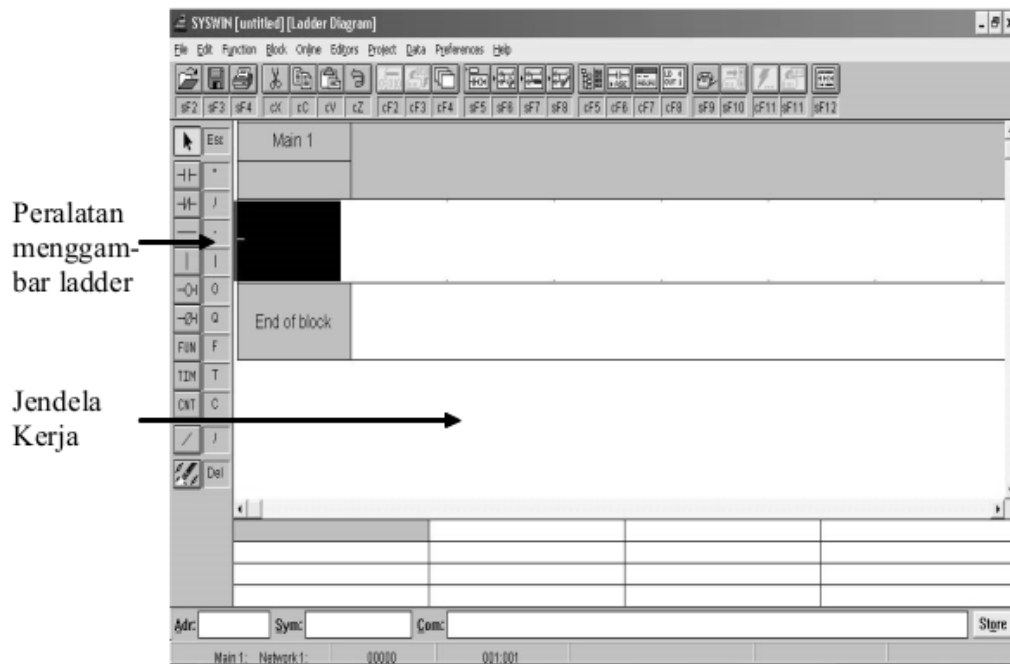 SYSWIN [untitled] [Ladder Diagram]
File Edit Function Block Online Editors Project Data Preferences Help
sF2 sF3 sF4 cX cC cV cZ cF2 cF3 cF4 sF5 sF6 sF7 sF8 cF5 cF6 cF7 cF8 sF9 sF10 cF11 sF11 sF12
Esc
Main 1
"
/
-
|
O
Q
FUN F
TIM T
CNT C
/
Del
Peralatan
menggam-
bar ladder
End of block
Jendela
Kerja
Adr: Sym: Com: Store
Main 1: Network 1: 00000 001:001